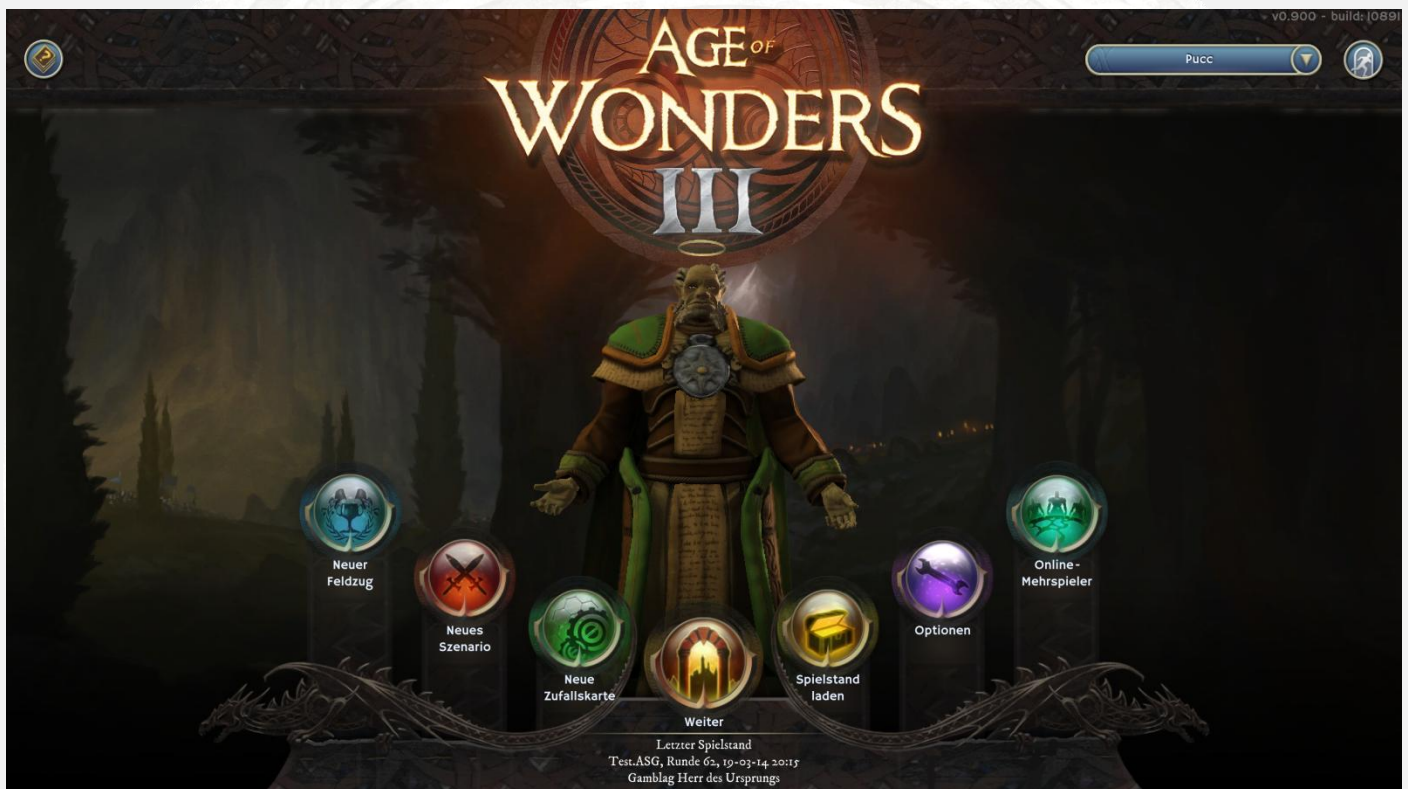 v0.900 - build: 10891
Pucc
AGE OF
WONDERS
III
Neuer
Feldzug
Neues
Szenario
Neue
Zufallskarte
Weiter
Spielstand
laden
Optionen
Online-
Mehrspieler
Letzter Spielstand
Test.ASG, Runde 62, 19-03-14 20:15
Gamblag Herr des Ursprungs